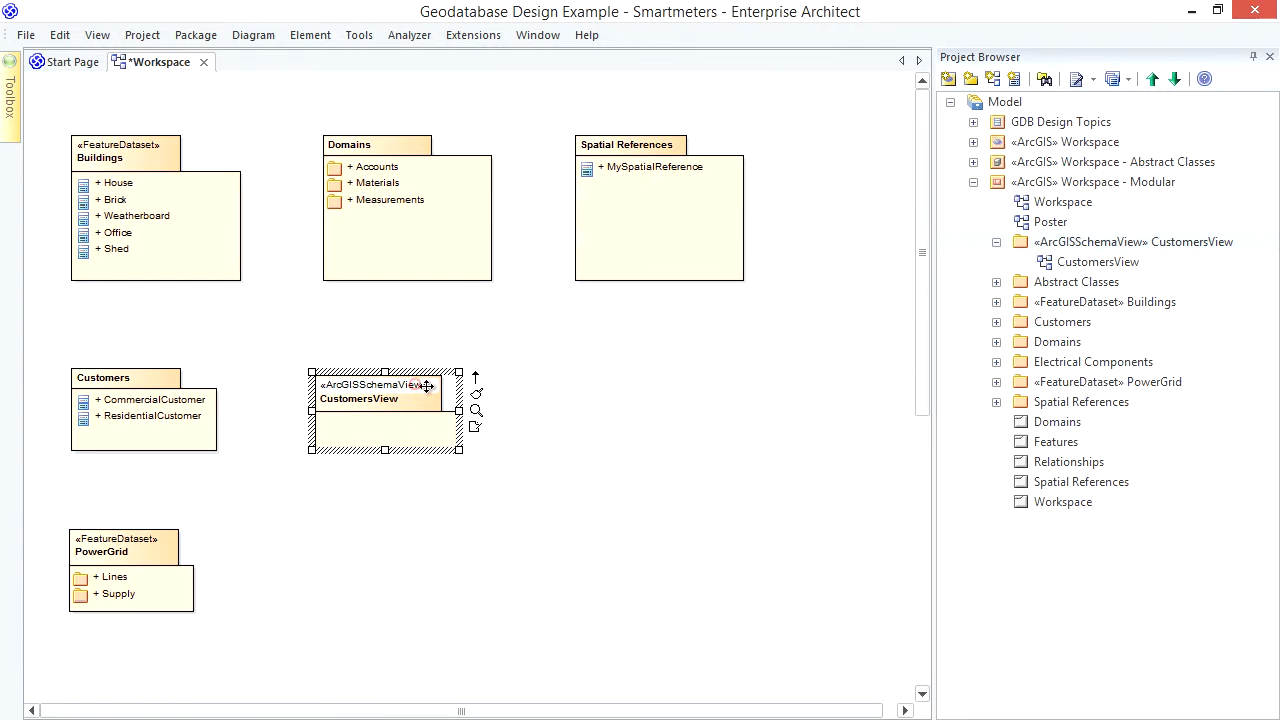 Geodatabase Design Example - Smartmeters - Enterprise Architect
File Edit View Project Package Diagram Element Tools Analyzer Extensions Window Help
Toolbox
Start Page
*Workspace
«FeatureDataset»
Buildings
+ House
+ Brick
+ Weatherboard
+ Office
+ Shed
Domains
+ Accounts
+ Materials
+ Measurements
Spatial References
+ MySpatialReference
Customers
+ CommercialCustomer
+ ResidentialCustomer
«ArcGISSchemaView»
CustomersView
«FeatureDataset»
PowerGrid
+ Lines
+ Supply
Project Browser
Model
GDB Design Topics
«ArcGIS» Workspace
«ArcGIS» Workspace - Abstract Classes
«ArcGIS» Workspace - Modular
Workspace
Poster
«ArcGISSchemaView» CustomersView
CustomersView
Abstract Classes
«FeatureDataset» Buildings
Customers
Domains
Electrical Components
«FeatureDataset» PowerGrid
Spatial References
Domains
Features
Relationships
Spatial References
Workspace